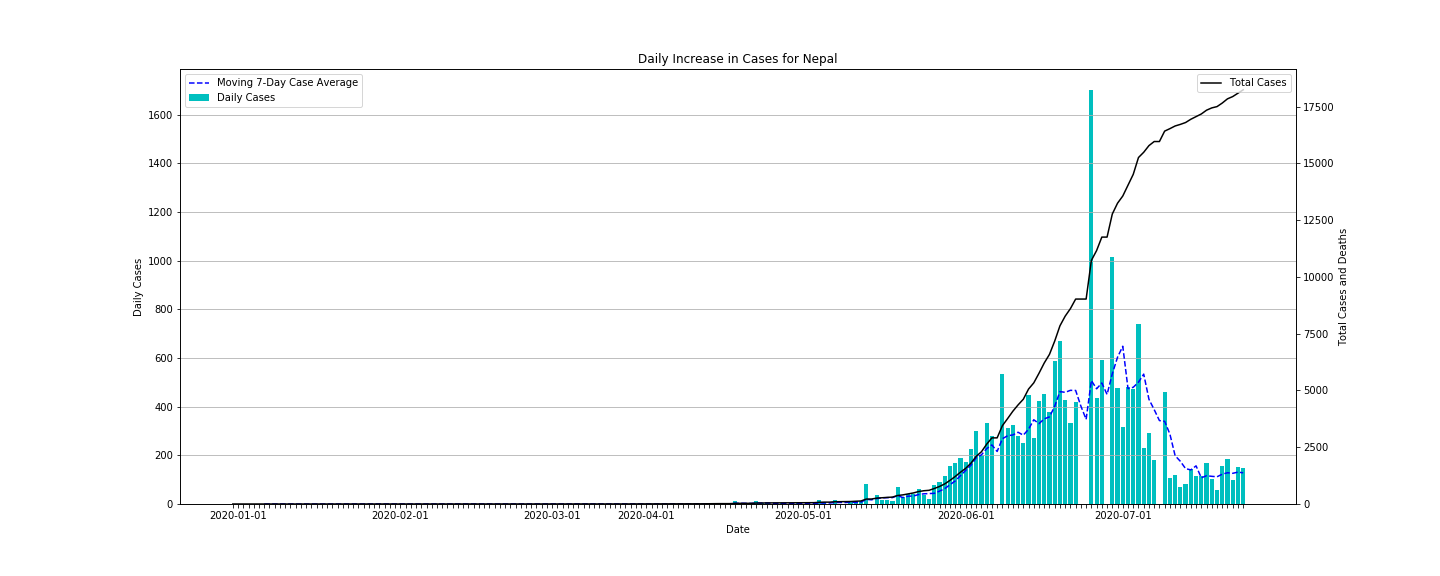 Daily Increase in Cases for Nepal
Moving 7-Day Case Average
Daily Cases
Total Cases
1600
1400
1200
1000
800
600
400
200
0
Daily Cases
17500
15000
12500
10000
7500
5000
2500
0
Total Cases and Deaths
2020-01-01 2020-02-01 2020-03-01 2020-04-01 2020-05-01 2020-06-01 2020-07-01
Date